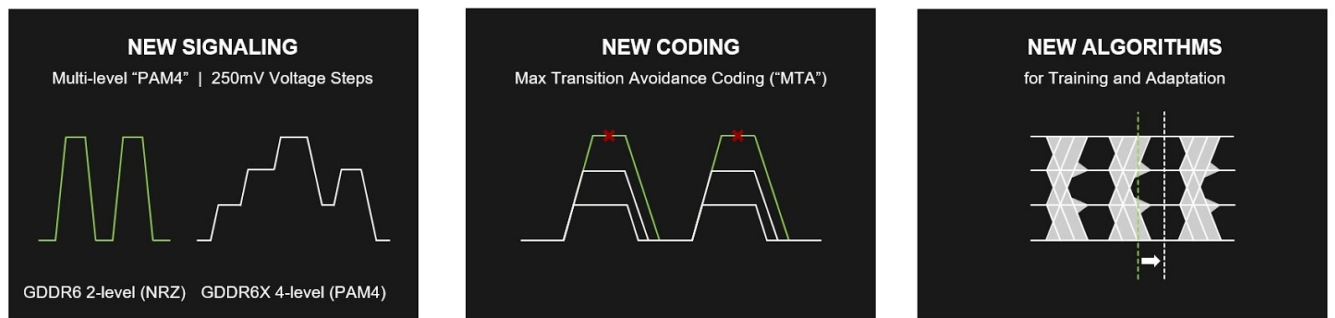 NEW SIGNALING
Multi-level “PAM4” | 250mV Voltage Steps
GDDR6 2-level (NRZ) GDDR6X 4-level (PAM4)
NEW CODING
Max Transition Avoidance Coding (“MTA”)
NEW ALGORITHMS
for Training and Adaptation